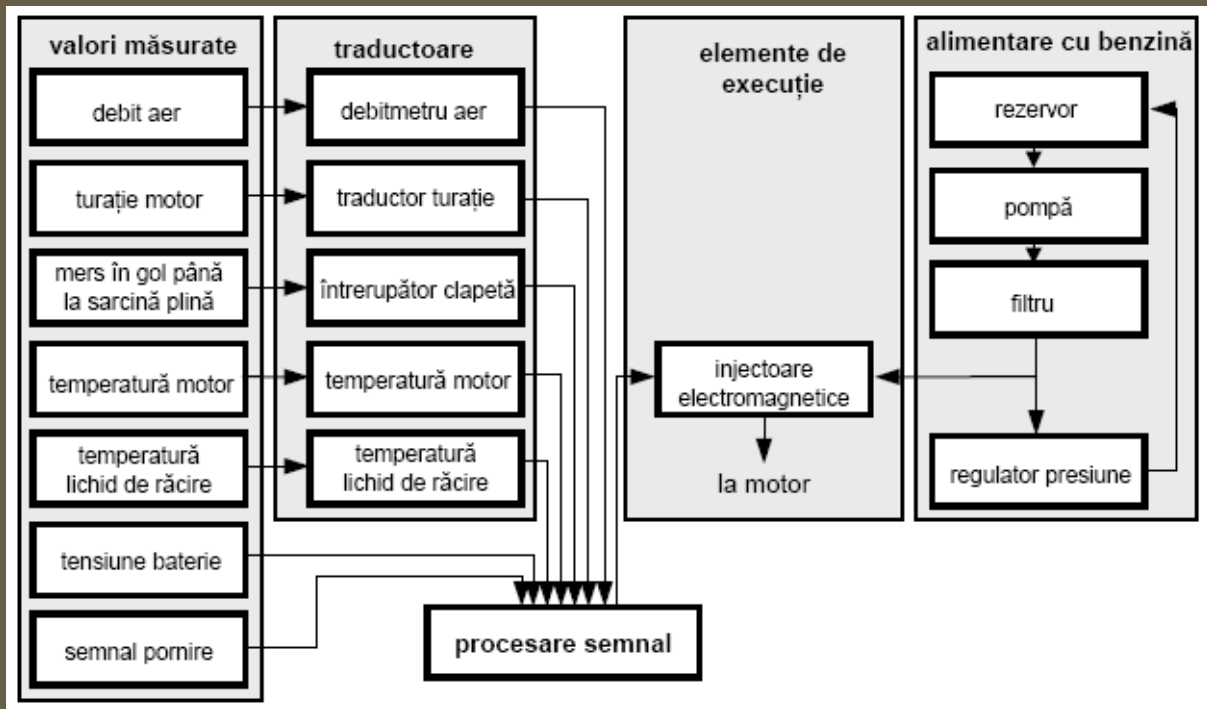 valori măsurate
debit aer
turație motor
mers în gol până
la sarcină plină
temperatură motor
temperatură
lichid de răcire
tensiune baterie
semnal pornire
traductoare
debitmetru aer
traductor turație
întrerupător clapetă
temperatură motor
temperatură
lichid de răcire
procesare semnal
elemente de
execuție
injectoare
electromagnetice
la motor
alimentare cu benzină
rezervor
pompă
filtru
regulator presiune